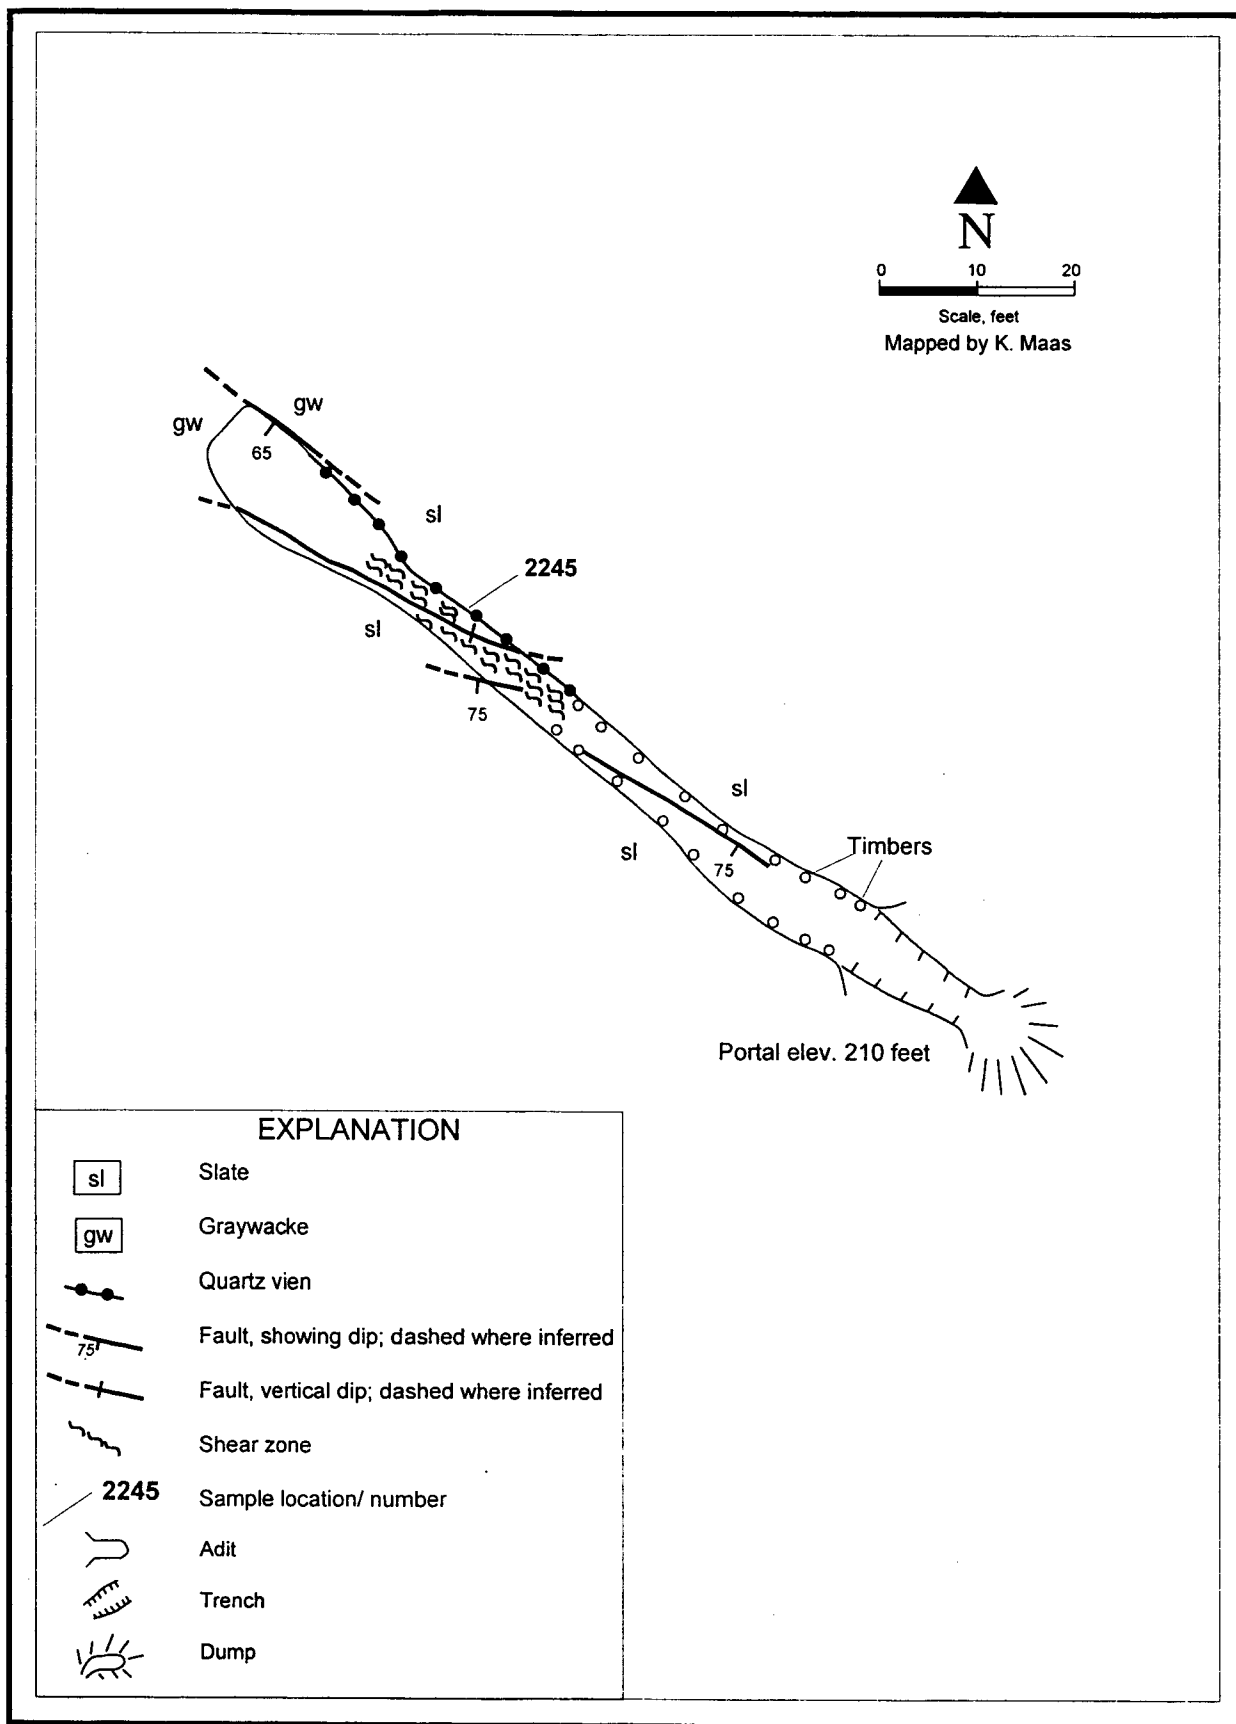 N
0 10 20
Scale, feet
Mapped by K. Maas
gw
gw
65
sl
2245
sl
75
sl
sl
75
Timbers
Portal elev. 210 feet
EXPLANATION
sl Slate
gw Graywacke
Quartz vien
75 Fault, showing dip; dashed where inferred
Fault, vertical dip; dashed where inferred
Shear zone
2245 Sample location/ number
Adit
Trench
Dump